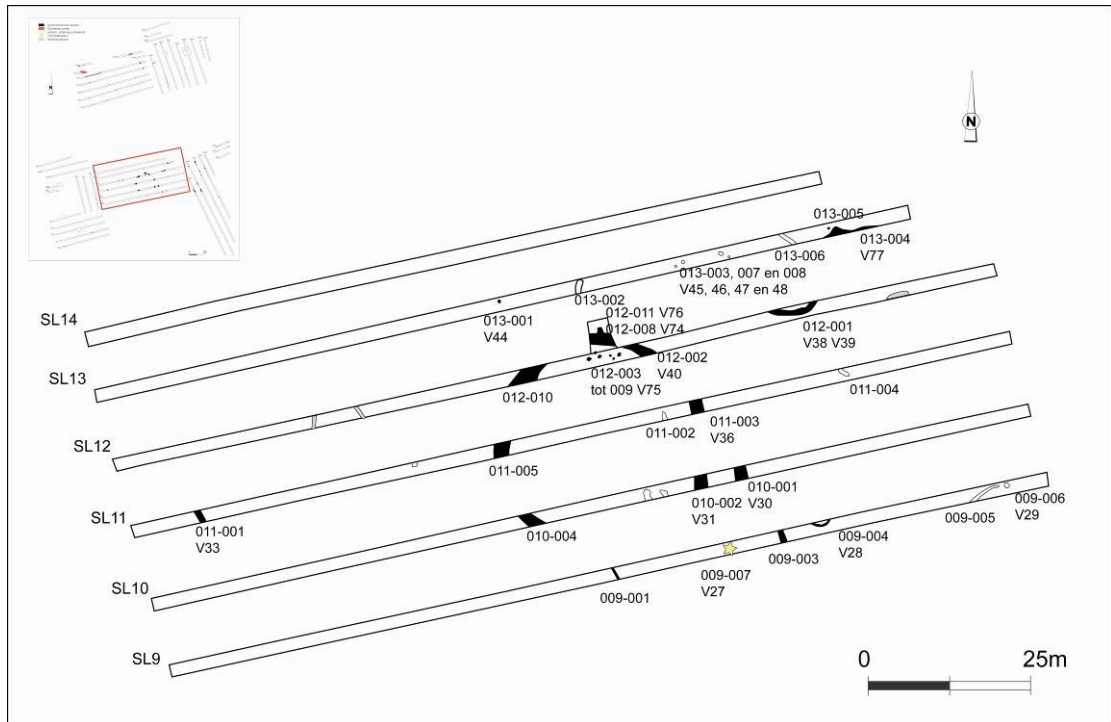 N
013-005
013-004
V77
013-006
013-003, 007 en 008
V45, 46, 47 en 48
013-002
013-001
V44
SL14
012-011 V76
012-008 V74
012-001
V38 V39
012-002
V40
012-003
tot 009 V75
012-010
SL13
011-004
011-003
V36
011-002
SL12
011-005
010-001
V30
010-002
V31
SL11
011-001
V33
010-004
009-006
V29
009-005
009-004
V28
009-003
009-007
V27
SL10
009-001
SL9
0 25m